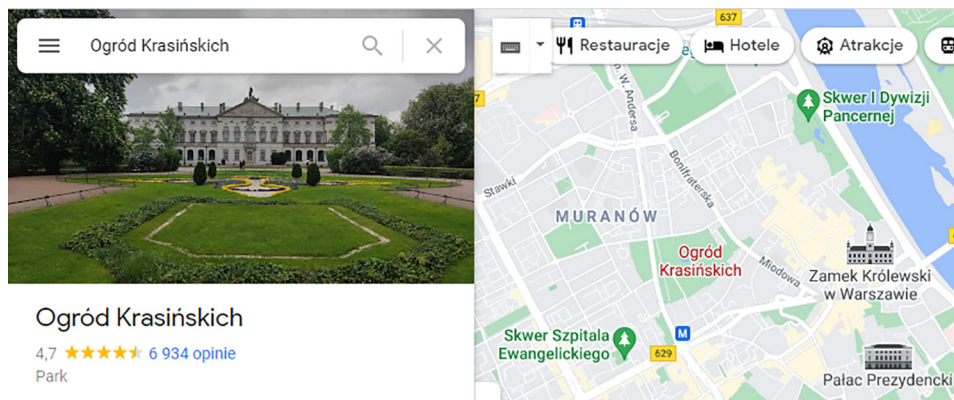 Ogród Krasińskich
Ogród Krasińskich
4,7
6 934 opinie
Park
637
Restauracje
Hotele
Atrakcje
n. W. Andersa
Skwer I Dywizji
Pancernej
Stawki
Bonifraterska
MURANÓW
Ogród
Krasińskich
Miodowa
Zamek Królewski
w Warszawie
Skwer Szpitala
Ewangelickiego
M
629
Pałac Prezydencki